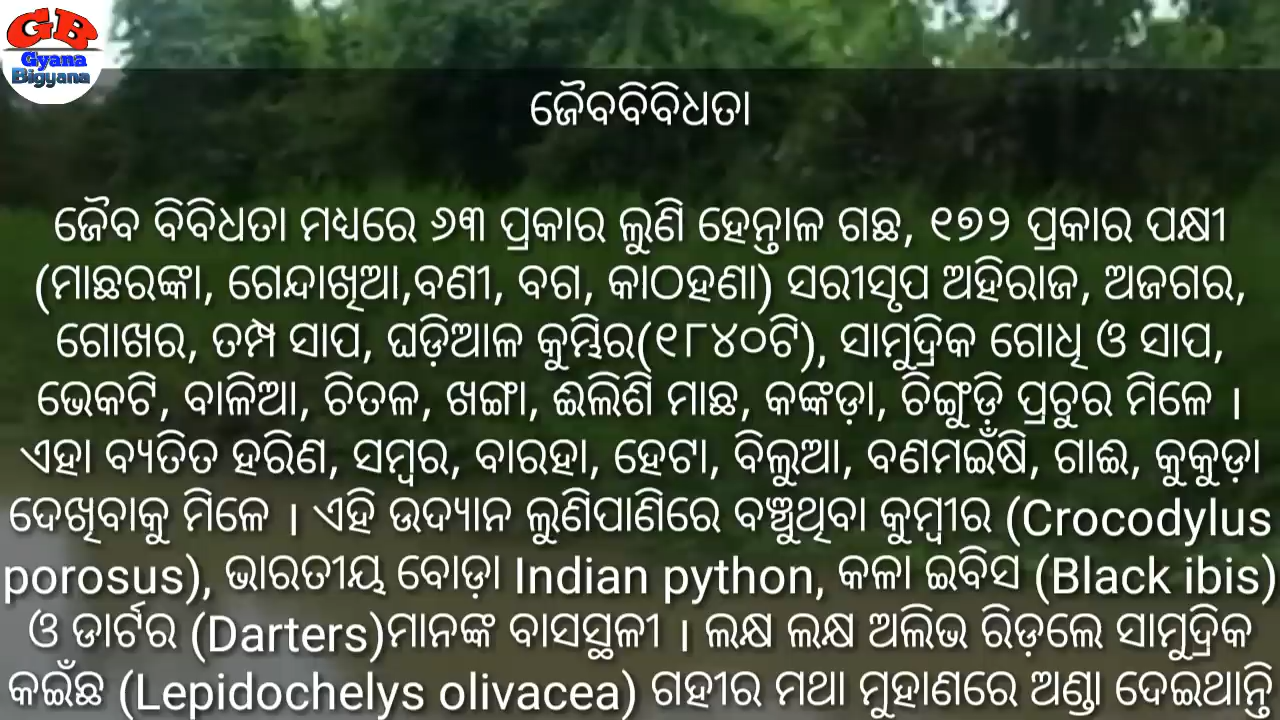 GB
Gyana
Bigyana
ଜୈବବିବିଧତା
ଜୈବ ବିବିଧତା ମଧ୍ୟରେ ୬୩ ପ୍ରକାର ଲୁଣି ହେନ୍ତାଳ ଗଛ, ୧୭୨ ପ୍ରକାର ପକ୍ଷୀ
(ମାଛରଙ୍କା, ଗେନ୍ଦାଖିଆ,ବଣୀ, ବଗ, କାଠହଣା) ସରୀସୃପ ଅହିରାଜ, ଅଜଗର,
ଗୋଖର, ତମ୍ପ ସାପ, ଘଡ଼ିଆଳ କୁମ୍ଭିର(୧୮୪୦ଟି), ସାମୁଦ୍ରିକ ଗୋଧି ଓ ସାପ,
ଭେକଟି, ବାଳିଆ, ଚିତଳ, ଖଙ୍ଗା, ଈଲିଶି ମାଛ, କଙ୍କଡ଼ା, ଚିଙ୍ଗୁଡ଼ି ପ୍ରଚୁର ମିଳେ ।
ଏହା ବ୍ୟତିତ ହରିଣ, ସମ୍ବର, ବାରହା, ହେଟା, ବିଲୁଆ, ବଣମଇଁଷି, ଗାଈ, କୁକୁଡ଼ା
ଦେଖିବାକୁ ମିଳେ । ଏହି ଉଦ୍ୟାନ ଲୁଣିପାଣିରେ ବଞ୍ଚୁଥିବା କୁମ୍ବୀର (Crocodylus
porosus), ଭାରତୀୟ ବୋଡ଼ା Indian python, କଳା ଇବିସ (Black ibis)
ଓ ଡାର୍ଟର (Darters)ମାନଙ୍କ ବାସସ୍ଥଳୀ । ଲକ୍ଷ ଲକ୍ଷ ଅଲିଭ ରିଡ଼ଲେ ସାମୁଦ୍ରିକ
କଇଁଛ (Lepidochelys olivacea) ଗହୀର ମଥା ମୁହାଣରେ ଅଣ୍ଡା ଦେଇଥାନ୍ତି